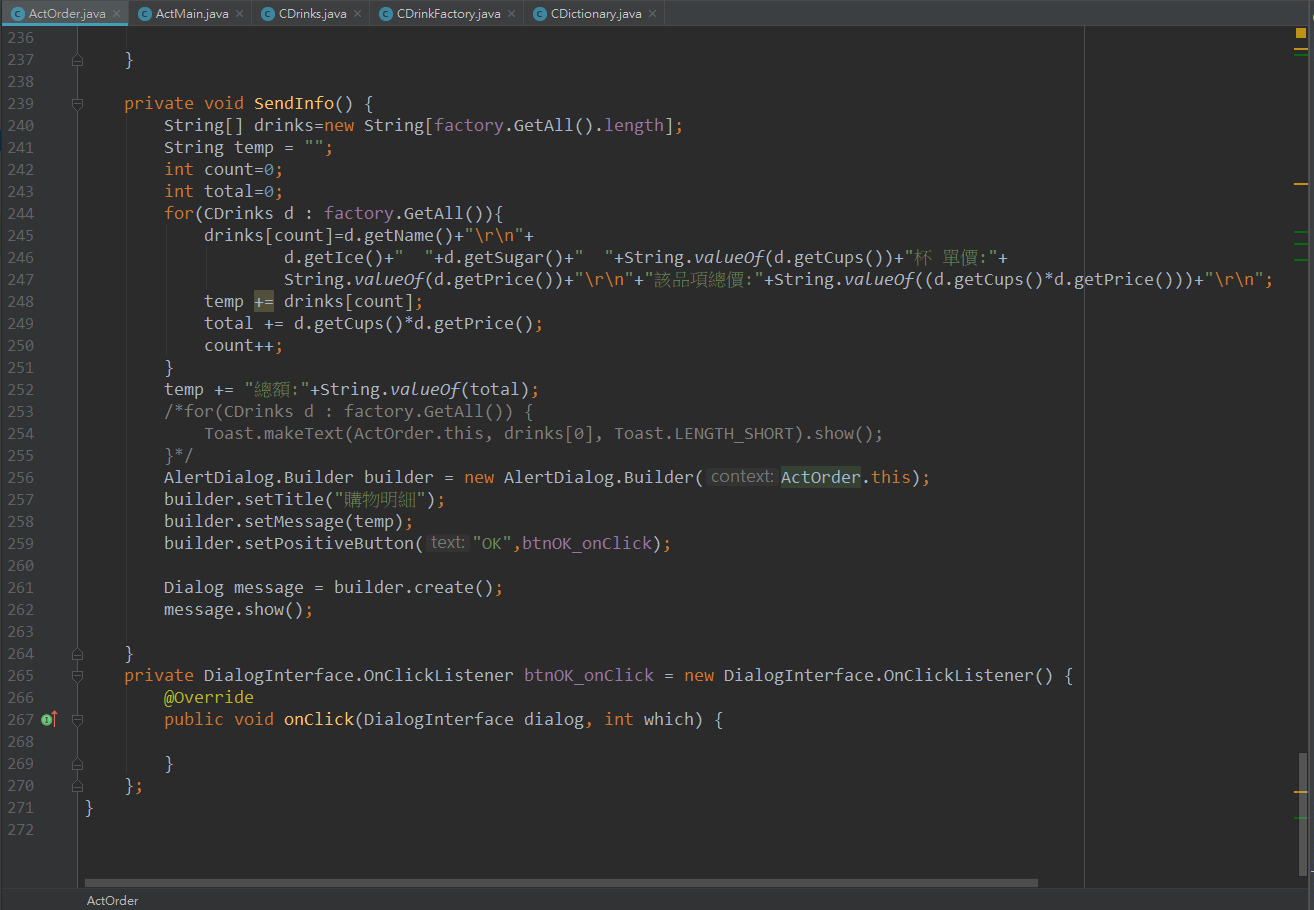 ActOrder.java ActMain.java CDrinks.java CDrinkFactory.java CDictionary.java
236
237 }
238
239 private void SendInfo() {
240 String[] drinks=new String[factory.GetAll().length];
241 String temp = "";
242 int count=0;
243 int total=0;
244 for(CDrinks d : factory.GetAll()){
245 drinks[count]=d.getName()+"\r\n"+
246 d.getIce()+"  "+d.getSugar()+"  "+String.valueOf(d.getCups())+"杯 單價:"+
247 String.valueOf(d.getPrice())+"\r\n"+"該品項總價:"+String.valueOf((d.getCups()*d.getPrice()))+"\r\n";
248 temp += drinks[count];
249 total += d.getCups()*d.getPrice();
250 count++;
251 }
252 temp += "總額:"+String.valueOf(total);
253 /*for(CDrinks d : factory.GetAll()) {
254 Toast.makeText(ActOrder.this, drinks[0], Toast.LENGTH_SHORT).show();
255 }*/
256 AlertDialog.Builder builder = new AlertDialog.Builder( context: ActOrder.this);
257 builder.setTitle("購物明細");
258 builder.setMessage(temp);
259 builder.setPositiveButton( text: "OK",btnOK_onClick);
260
261 Dialog message = builder.create();
262 message.show();
263
264 }
265 private DialogInterface.OnClickListener btnOK_onClick = new DialogInterface.OnClickListener() {
266 @Override
267 public void onClick(DialogInterface dialog, int which) {
268
269 }
270 };
271 }
272
ActOrder